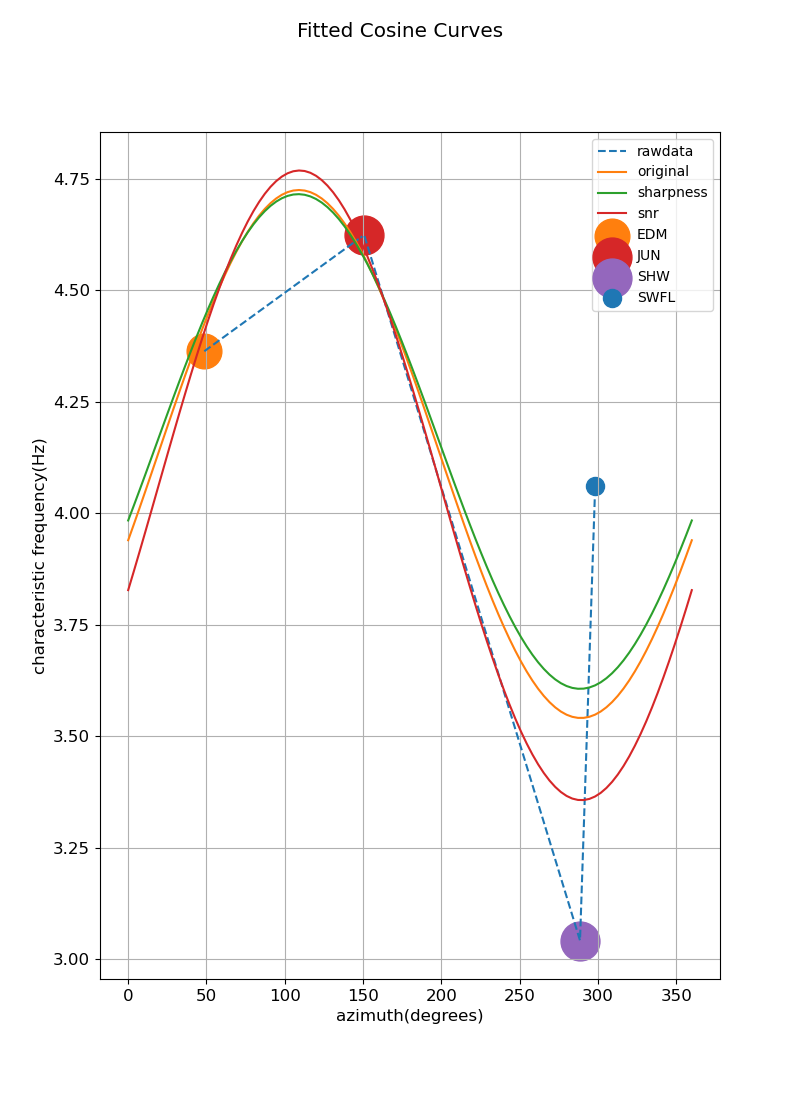 Fitted Cosine Curves
rawdata
original
sharpness
snr
EDM
JUN
SHW
SWFL
characteristic frequency(Hz)
4.75
4.50
4.25
4.00
3.75
3.50
3.25
3.00
0 50 100 150 200 250 300 350
azimuth(degrees)